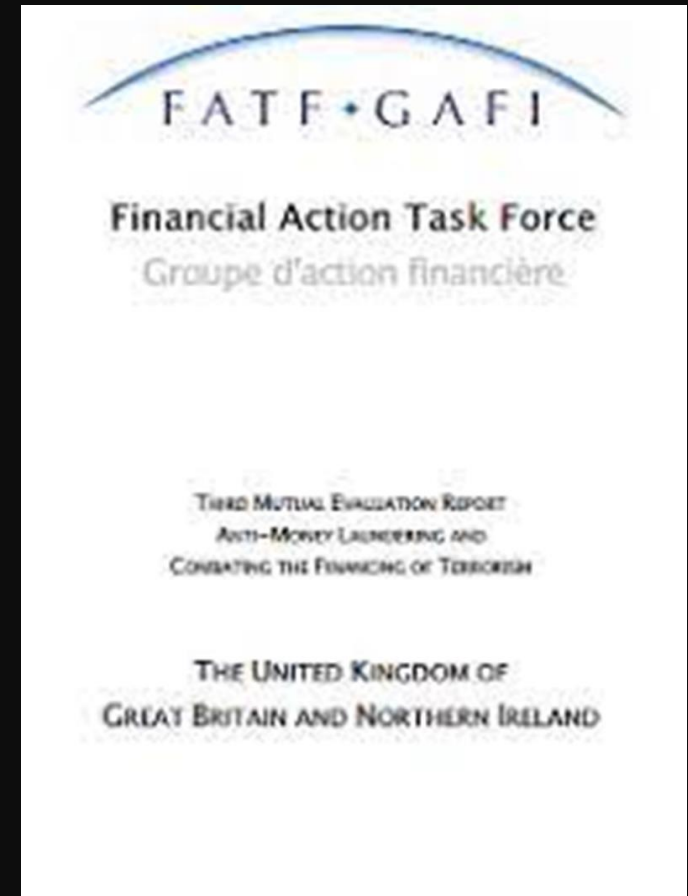 FATF•GAFI
Financial Action Task Force
Groupe d'action financière
THIRD MUTUAL EVALUATION REPORT
ANTI-MONEY LAUNDERING AND
COMBATING THE FINANCING OF TERRORISM
THE UNITED KINGDOM OF
GREAT BRITAIN AND NORTHERN IRELAND